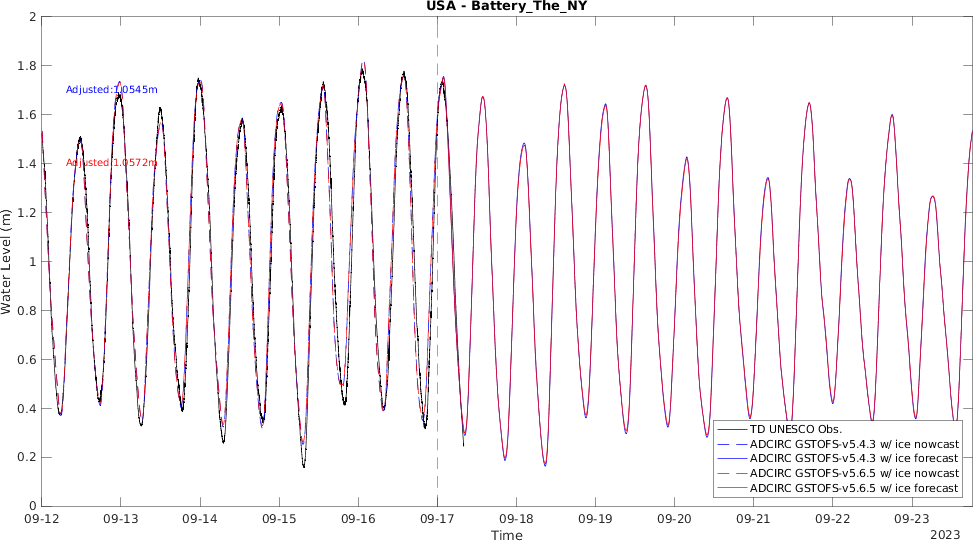 USA - Battery_The_NY
2
1.8
Adjusted:1.0545m
1.6
1.4
Adjusted:1.0572m
1.2
1
0.8
0.6
0.4
0.2
0
Water Level (m)
TD UNESCO Obs.
ADCIRC GSTOFS-v5.4.3 w/ ice nowcast
ADCIRC GSTOFS-v5.4.3 w/ ice forecast
ADCIRC GSTOFS-v5.6.5 w/ ice nowcast
ADCIRC GSTOFS-v5.6.5 w/ ice forecast
09-12 09-13 09-14 09-15 09-16 09-17 09-18 09-19 09-20 09-21 09-22 09-23
Time
2023